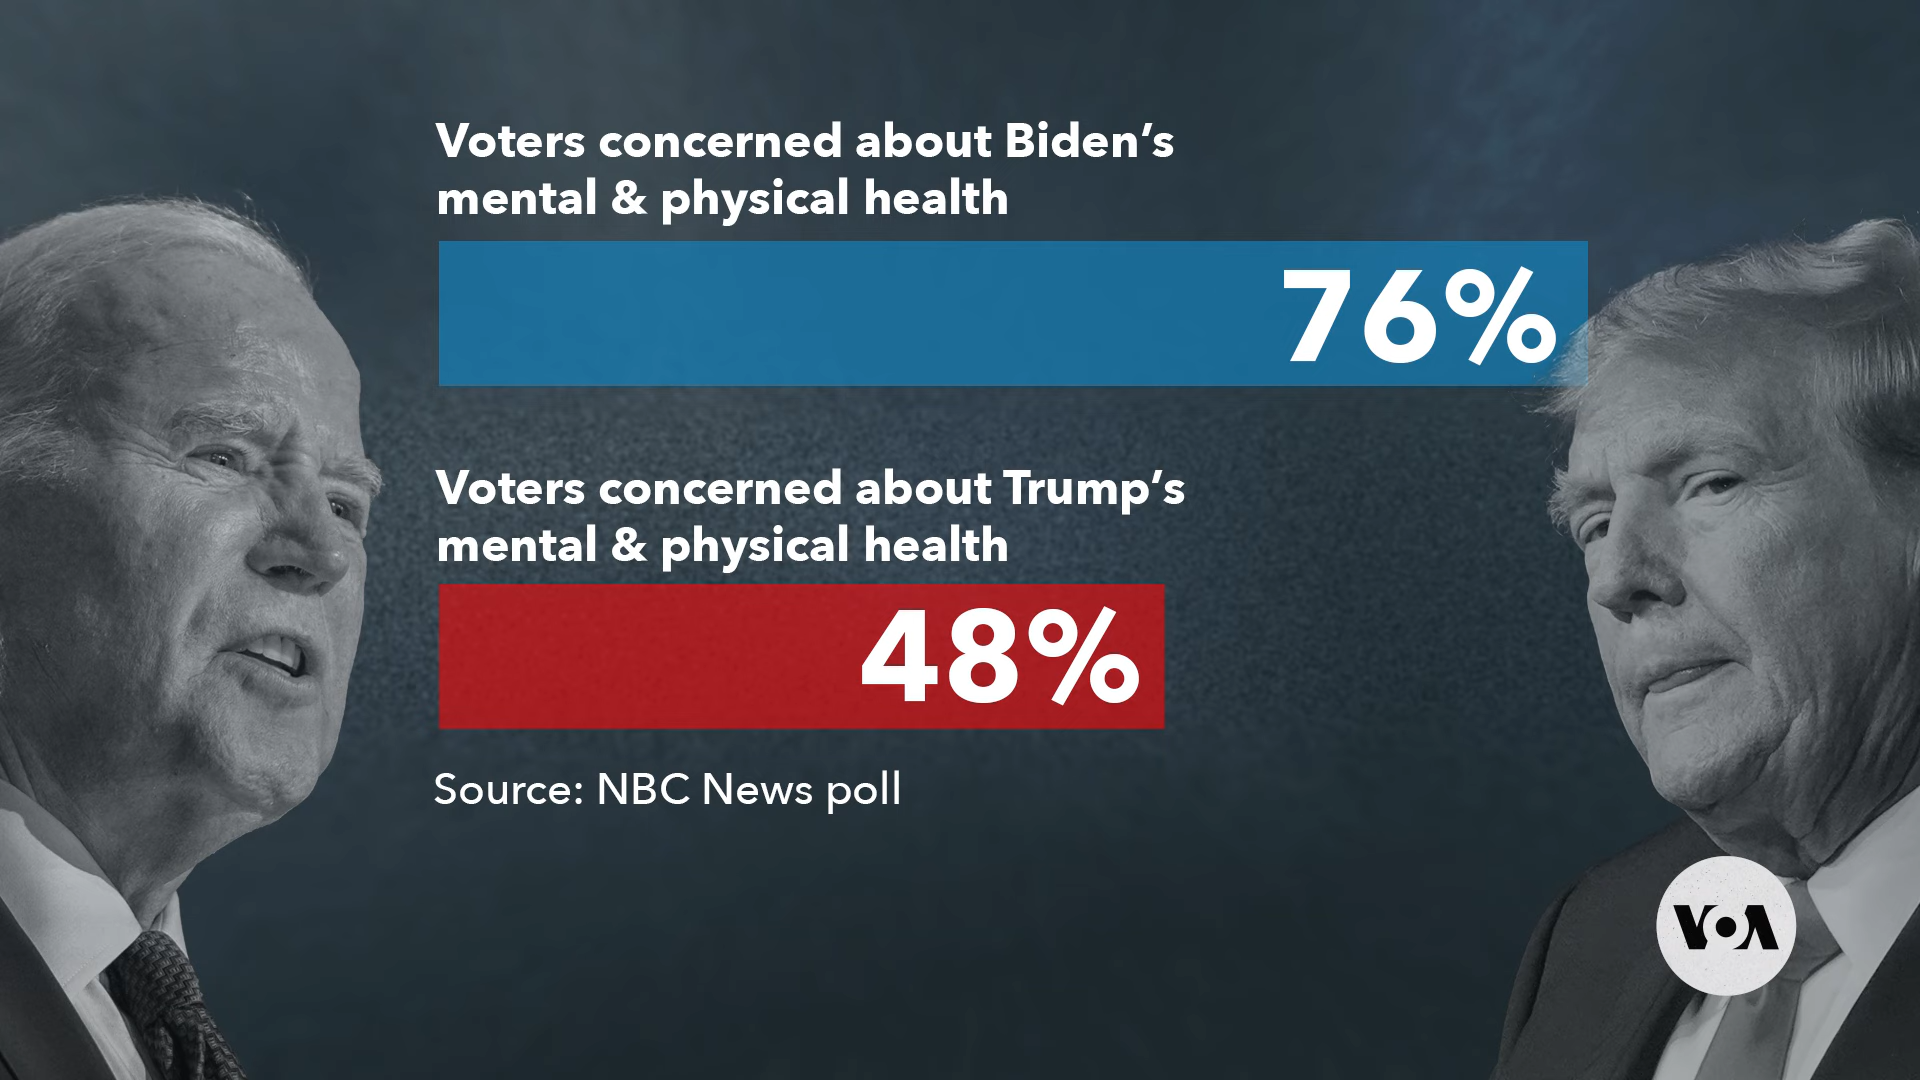 Voters concerned about Biden’s
mental & physical health
76%
Voters concerned about Trump’s
mental & physical health
48%
Source: NBC News poll
VOA